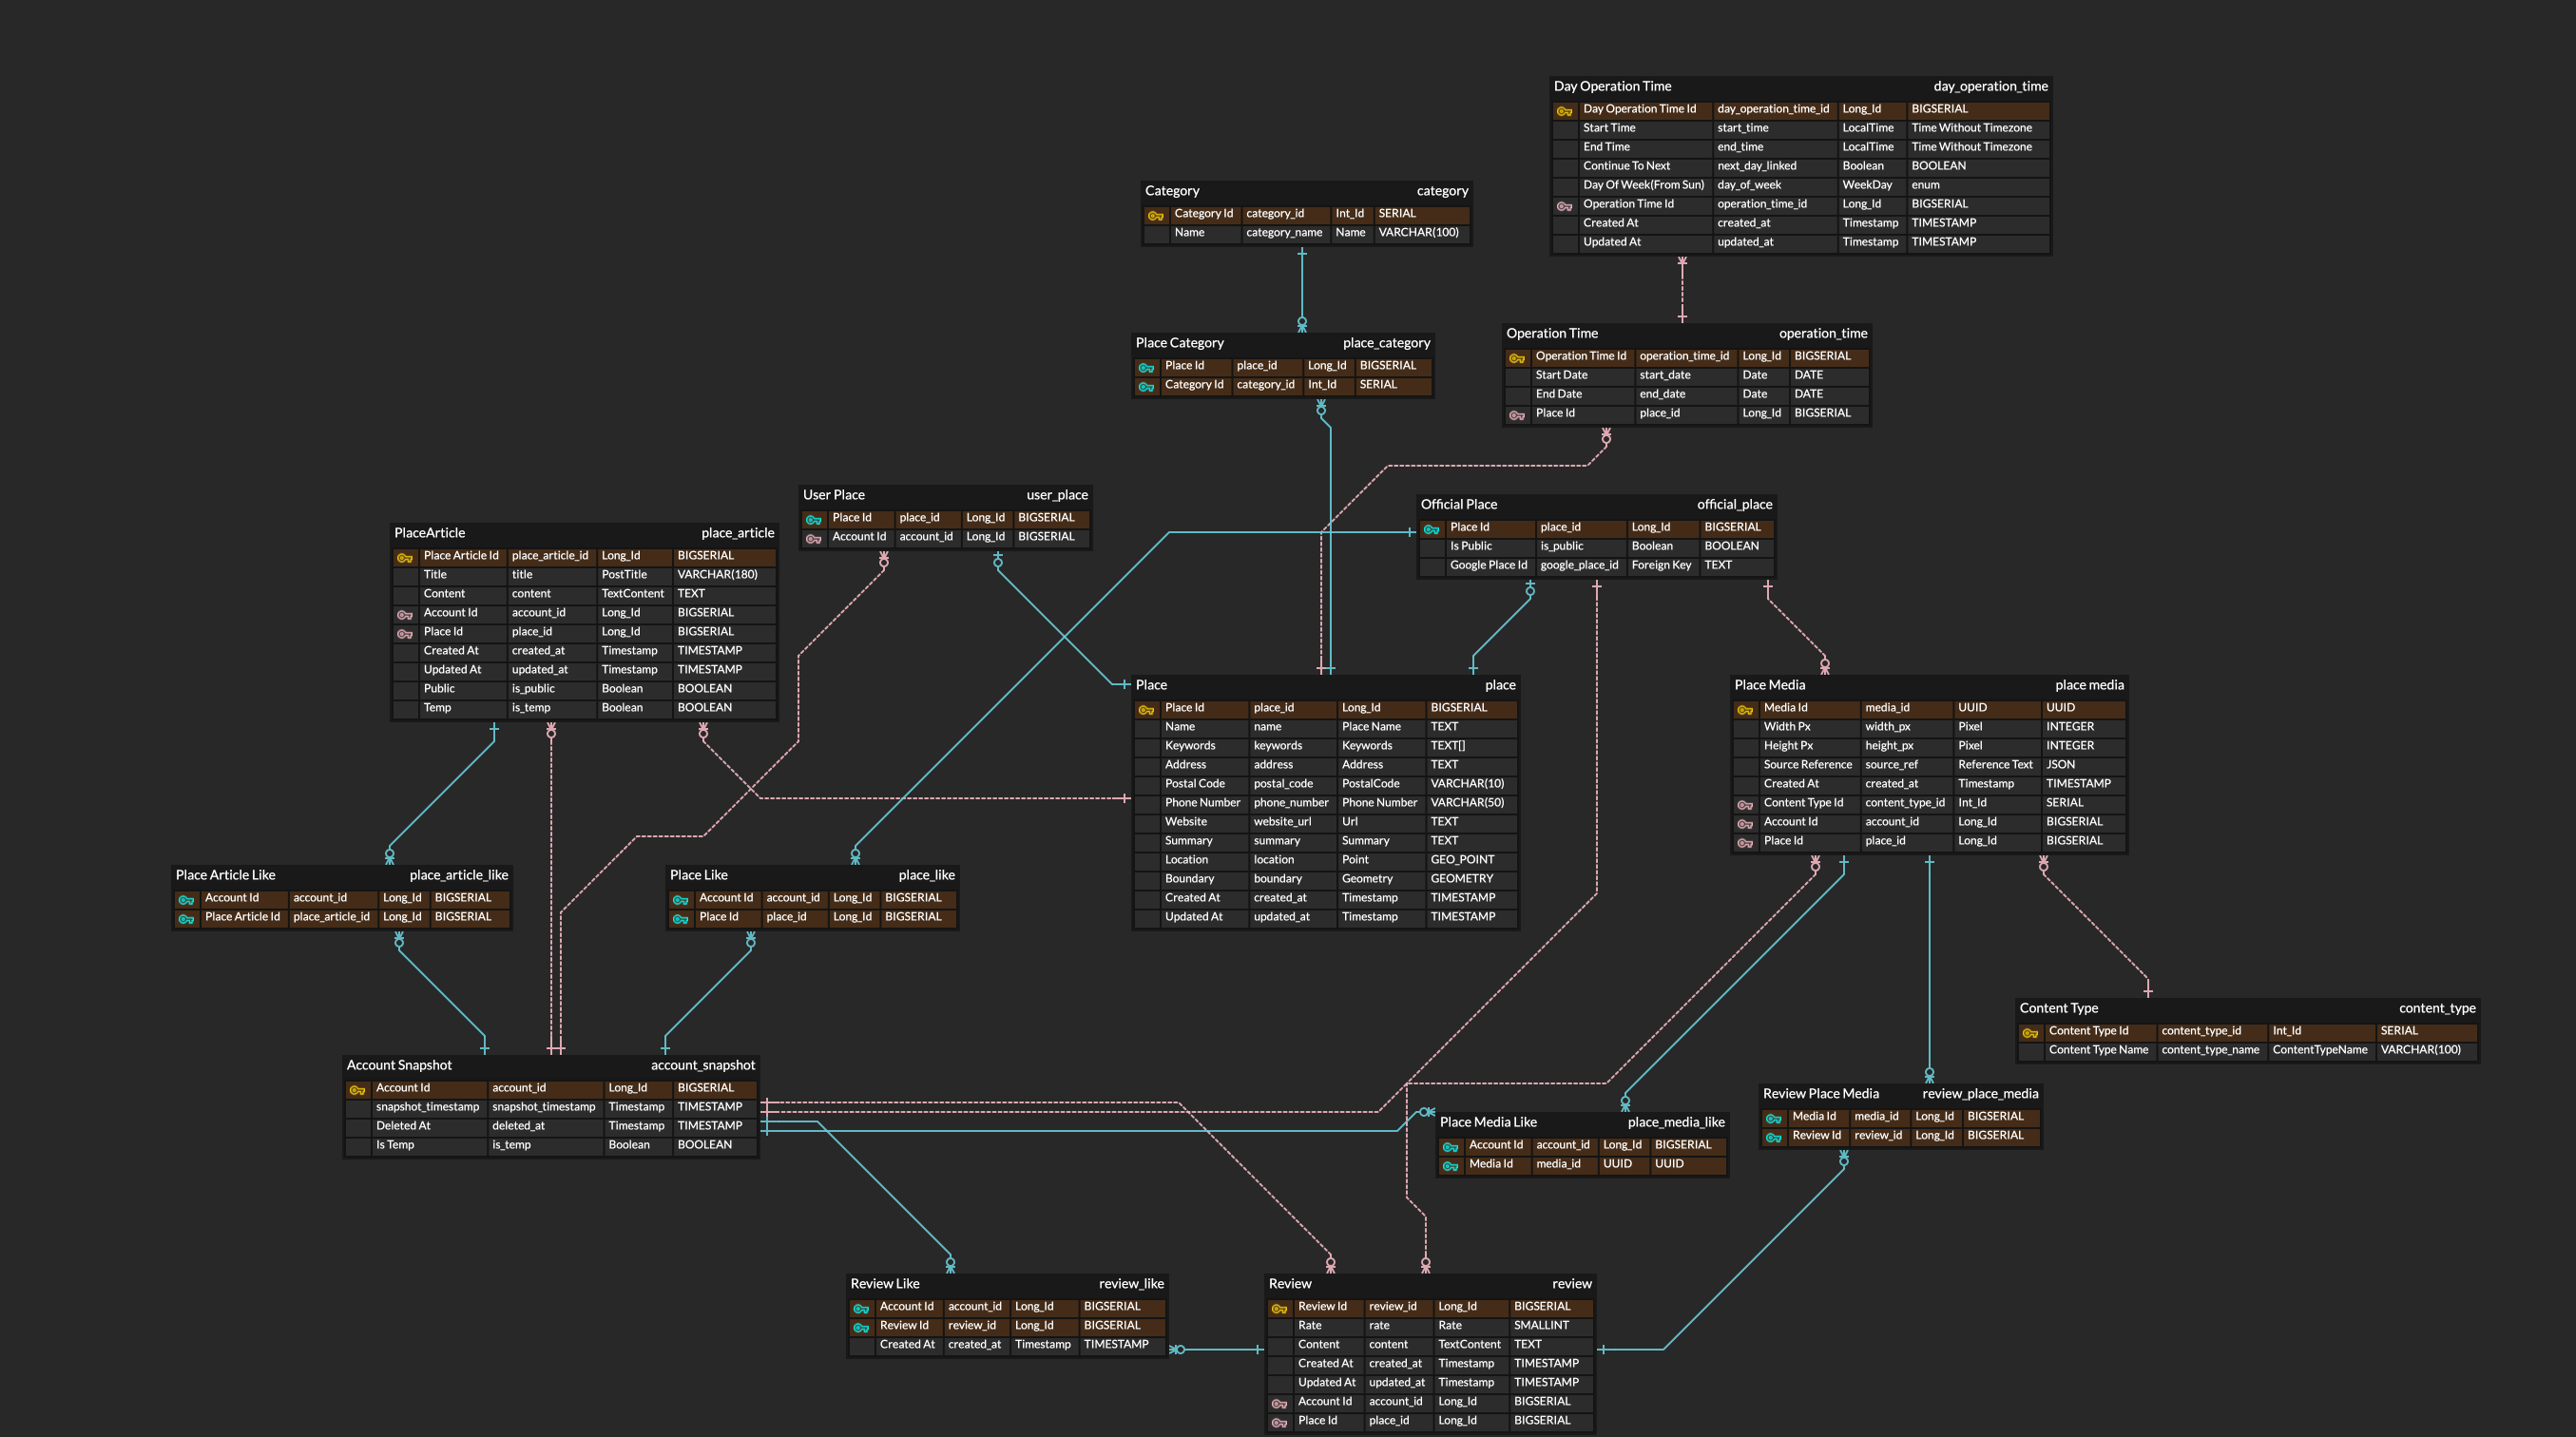 Day Operation Time day_operation_time
Day Operation Time Id day_operation_time_id Long_Id BIGSERIAL
Start Time start_time LocalTime Time Without Timezone
End Time end_time LocalTime Time Without Timezone
Continue To Next next_day_linked Boolean BOOLEAN
Day Of Week(From Sun) day_of_week WeekDay enum
Operation Time Id operation_time_id Long_Id BIGSERIAL
Created At created_at Timestamp TIMESTAMP
Updated At updated_at Timestamp TIMESTAMP
Category category
Category Id category_id Int_Id SERIAL
Name category_name Name VARCHAR(100)
Place Category place_category
Place Id place_id Long_Id BIGSERIAL
Category Id category_id Int_Id SERIAL
Operation Time operation_time
Operation Time Id operation_time_id Long_Id BIGSERIAL
Start Date start_date Date DATE
End Date end_date Date DATE
Place Id place_id Long_Id BIGSERIAL
User Place user_place
Place Id place_id Long_Id BIGSERIAL
Account Id account_id Long_Id BIGSERIAL
Official Place official_place
Place Id place_id Long_Id BIGSERIAL
Is Public is_public Boolean BOOLEAN
Google Place Id google_place_id Foreign Key TEXT
PlaceArticle place_article
Place Article Id place_article_id Long_Id BIGSERIAL
Title title PostTitle VARCHAR(180)
Content content TextContent TEXT
Account Id account_id Long_Id BIGSERIAL
Place Id place_id Long_Id BIGSERIAL
Created At created_at Timestamp TIMESTAMP
Updated At updated_at Timestamp TIMESTAMP
Public is_public Boolean BOOLEAN
Temp is_temp Boolean BOOLEAN
Place place
Place Id place_id Long_Id BIGSERIAL
Name name Place Name TEXT
Keywords keywords Keywords TEXT[]
Address address Address TEXT
Postal Code postal_code PostalCode VARCHAR(10)
Phone Number phone_number Phone Number VARCHAR(50)
Website website_url Url TEXT
Summary summary Summary TEXT
Location location Point GEO_POINT
Boundary boundary Geometry GEOMETRY
Created At created_at Timestamp TIMESTAMP
Updated At updated_at Timestamp TIMESTAMP
Place Media place media
Media Id media_id UUID UUID
Width Px width_px Pixel INTEGER
Height Px height_px Pixel INTEGER
Source Reference source_ref Reference Text JSON
Created At created_at Timestamp TIMESTAMP
Content Type Id content_type_id Int_Id SERIAL
Account Id account_id Long_Id BIGSERIAL
Place Id place_id Long_Id BIGSERIAL
Place Article Like place_article_like
Account Id account_id Long_Id BIGSERIAL
Place Article Id place_article_id Long_Id BIGSERIAL
Place Like place_like
Account Id account_id Long_Id BIGSERIAL
Place Id place_id Long_Id BIGSERIAL
Content Type content_type
Content Type Id content_type_id Int_Id SERIAL
Content Type Name content_type_name ContentTypeName VARCHAR(100)
Account Snapshot account_snapshot
Account Id account_id Long_Id BIGSERIAL
snapshot_timestamp snapshot_timestamp Timestamp TIMESTAMP
Deleted At deleted_at Timestamp TIMESTAMP
Is Temp is_temp Boolean BOOLEAN
Place Media Like place_media_like
Account Id account_id Long_Id BIGSERIAL
Media Id media_id UUID UUID
Review Place Media review_place_media
Media Id media_id Long_Id BIGSERIAL
Review Id review_id Long_Id BIGSERIAL
Review Like review_like
Account Id account_id Long_Id BIGSERIAL
Review Id review_id Long_Id BIGSERIAL
Created At created_at Timestamp TIMESTAMP
Review review
Review Id review_id Long_Id BIGSERIAL
Rate rate Rate SMALLINT
Content content TextContent TEXT
Created At created_at Timestamp TIMESTAMP
Updated At updated_at Timestamp TIMESTAMP
Account Id account_id Long_Id BIGSERIAL
Place Id place_id Long_Id BIGSERIAL